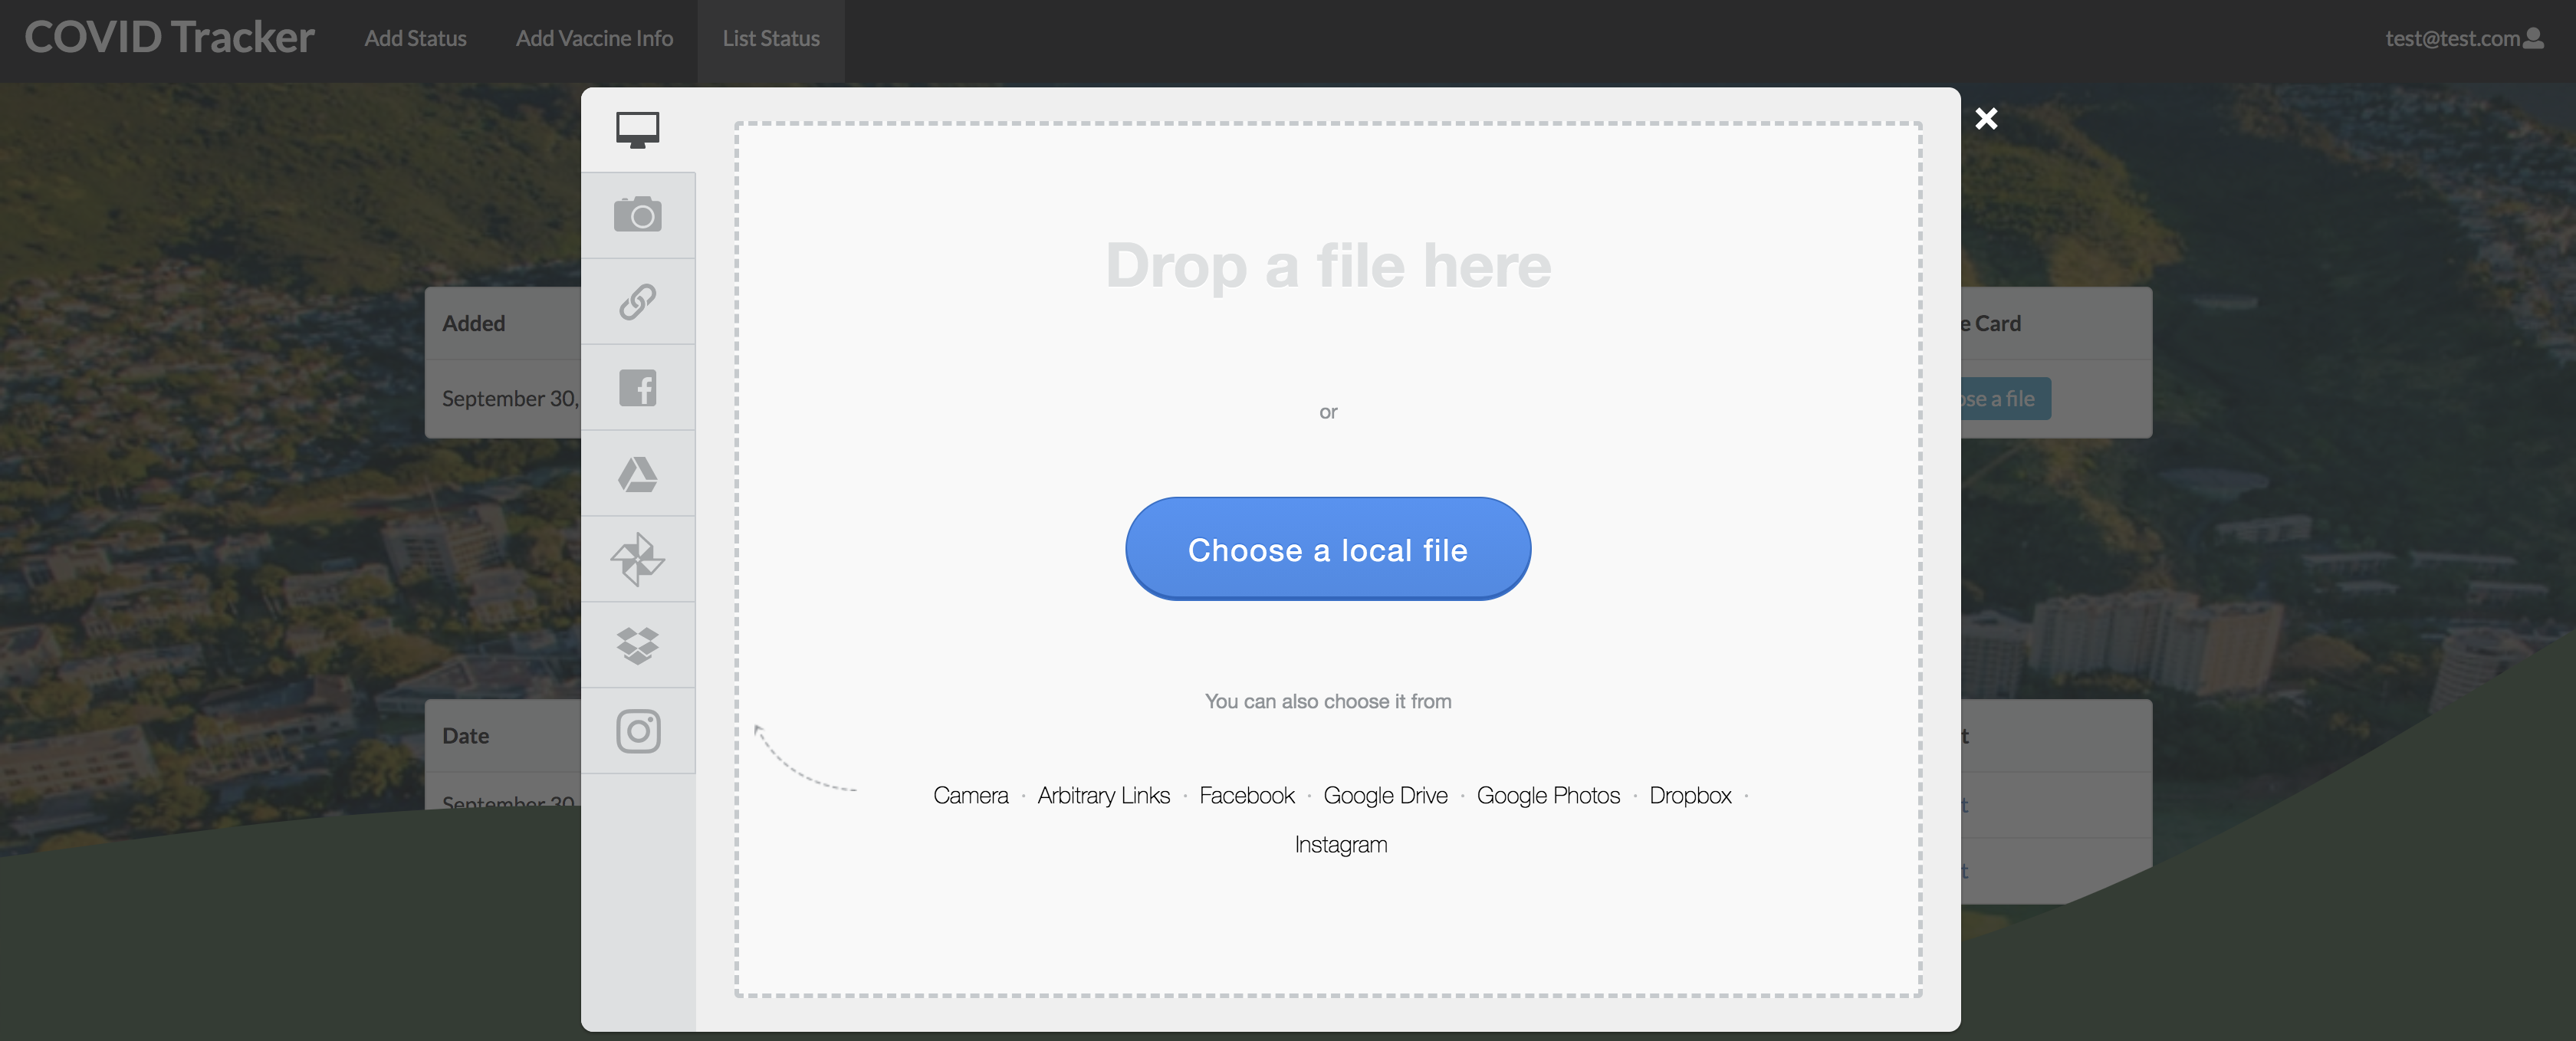 COVID Tracker Add Status Add Vaccine Info List Status test@test.com
Drop a file here
Added
e Card
September 30,
ose a file
or
Choose a local file
You can also choose it from
Date
t
Camera · Arbitrary Links · Facebook · Google Drive · Google Photos · Dropbox ·
September 30
t
Instagram
t